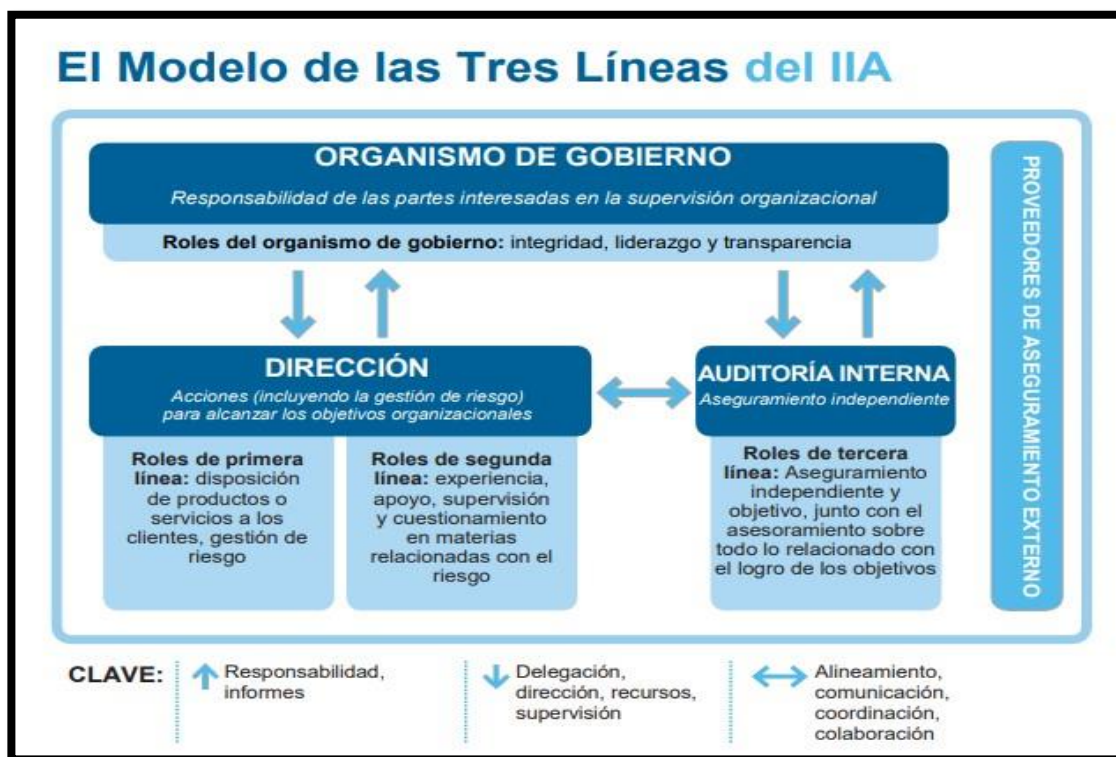 El Modelo de las Tres Líneas del IIA
ORGANISMO DE GOBIERNO
Responsabilidad de las partes interesadas en la supervisión organizacional
Roles del organismo de gobierno: integridad, liderazgo y transparencia
DIRECCIÓN
Acciones (incluyendo la gestión de riesgo)
para alcanzar los objetivos organizacionales
Roles de primera
línea: disposición
de productos o
servicios a los
clientes, gestión de
riesgo
Roles de segunda
línea: experiencia,
apoyo, supervisión
y cuestionamiento
en materias
relacionadas con el
riesgo
AUDITORÍA INTERNA
Aseguramiento independiente
Roles de tercera
línea: Aseguramiento
independiente y
objetivo, junto con el
asesoramiento sobre
todo lo relacionado con
el logro de los objetivos
PROVEEDORES DE ASEGURAMIENTO EXTERNO
CLAVE:
Responsabilidad,
informes
Delegación,
dirección, recursos,
supervisión
Alineamiento,
comunicación,
coordinación,
colaboración